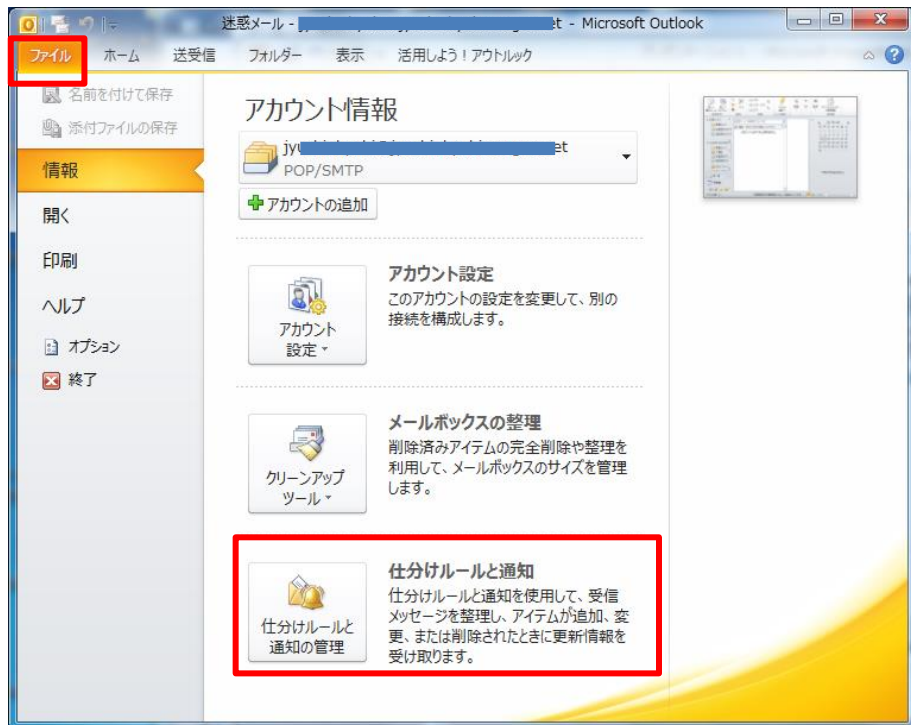 迷惑メール - et - Microsoft Outlook
ファイル ホーム 送受信 フォルダー 表示 活用しよう！アウトルック
名前を付けて保存
添付ファイルの保存
情報
開く
印刷
ヘルプ
オプション
終了
アカウント情報
jy et
POP/SMTP
アカウントの追加
アカウント
設定
アカウント設定
このアカウントの設定を変更して、別の
接続を構成します。
クリーンアップ
ツール
メールボックスの整理
削除済みアイテムの完全削除や整理を
利用して、メールボックスのサイズを管理
します。
仕分けルールと
通知の管理
仕分けルールと通知
仕分けルールと通知を使用して、受信
メッセージを整理し、アイテムが追加、変
更、または削除されたときに更新情報を
受け取ります。